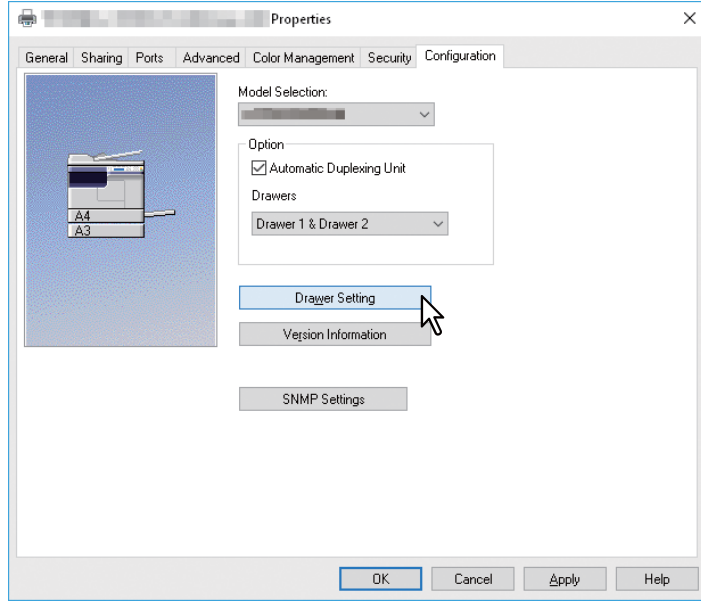 Properties
General Sharing Ports Advanced Color Management Security Configuration
Model Selection:
Option
Automatic Duplexing Unit
Drawers
Drawer 1 & Drawer 2
A4
A3
Drawer Setting
Version Information
SNMP Settings
OK Cancel Apply Help